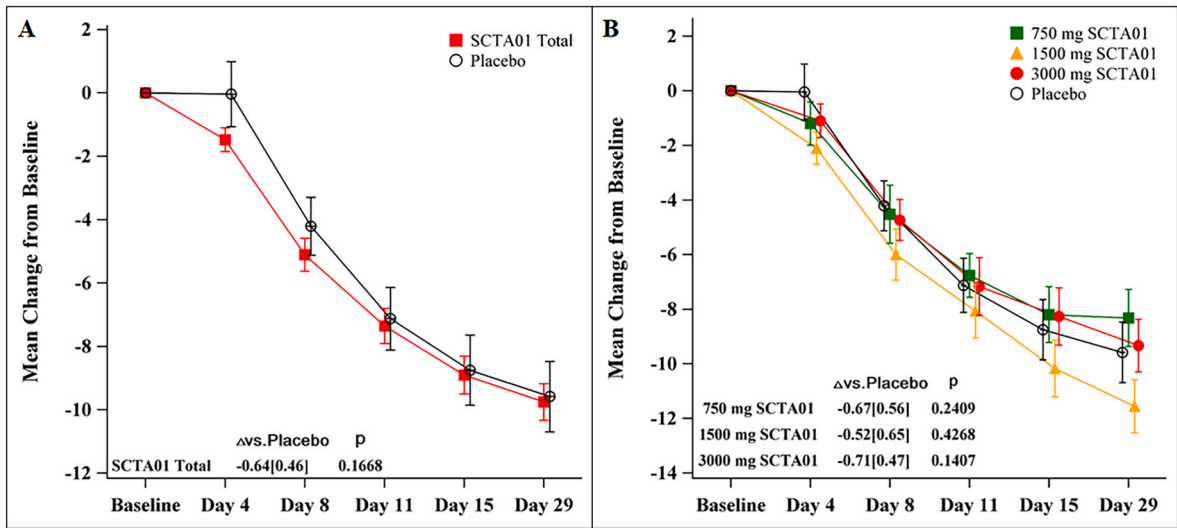 A
SCTA01 Total
Placebo
Mean Change from Baseline
2
0
-2
-4
-6
-8
-10
-12
△vs.Placebo p
SCTA01 Total -0.64[0.46] 0.1668
Baseline Day 4 Day 8 Day 11 Day 15 Day 29
B
750 mg SCTA01
1500 mg SCTA01
3000 mg SCTA01
Placebo
Mean Change from Baseline
2
0
-2
-4
-6
-8
-10
-12
-14
△vs.Placebo p
750 mg SCTA01 -0.67[0.56] 0.2409
1500 mg SCTA01 -0.52[0.65] 0.4268
3000 mg SCTA01 -0.71[0.47] 0.1407
Baseline Day 4 Day 8 Day 11 Day 15 Day 29